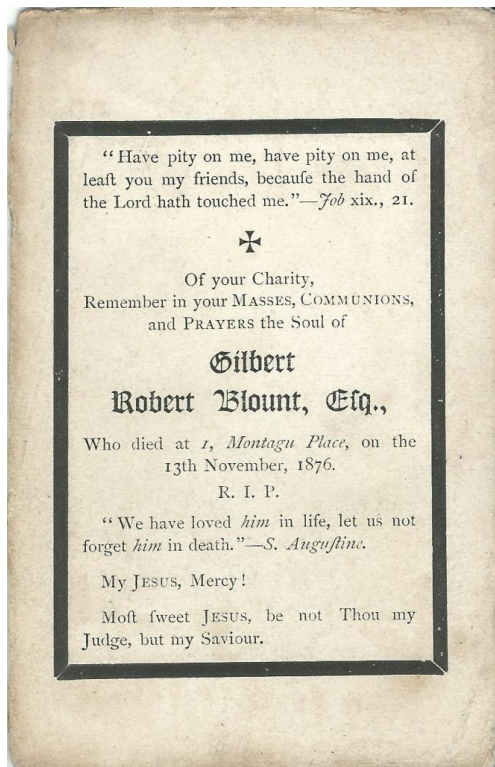 “Have pity on me, have pity on me, at
leaſt you my friends, becauſe the hand of
the Lord hath touched me.”—Job xix., 21.
✠
Of your Charity,
Remember in your MASSES, COMMUNIONS,
and PRAYERS the Soul of
Gilbert
Robert Blount, Eſq.,
Who died at 1, Montagu Place, on the
13th November, 1876.
R. I. P.
“We have loved him in life, let us not
forget him in death.”—S. Auguſtine.
My JESUS, Mercy!
Moſt ſweet JESUS, be not Thou my
Judge, but my Saviour.